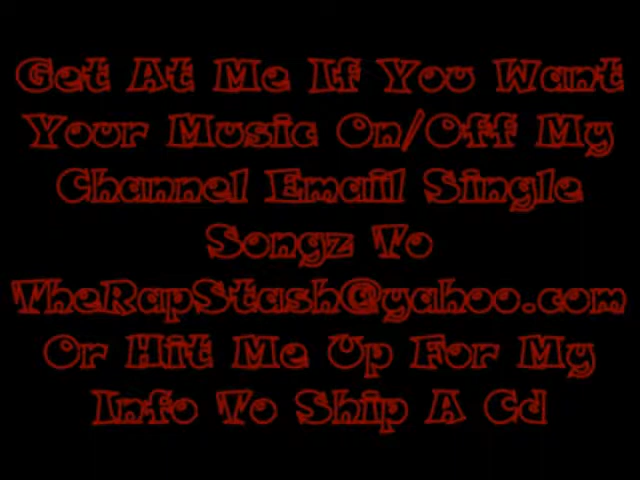 Get At Me If You Want
Your Music On/Off My
Channel Email Single
Songz To
TheRapStash@yahoo.com
Or Hit Me Up For My
Info To Ship A Cd